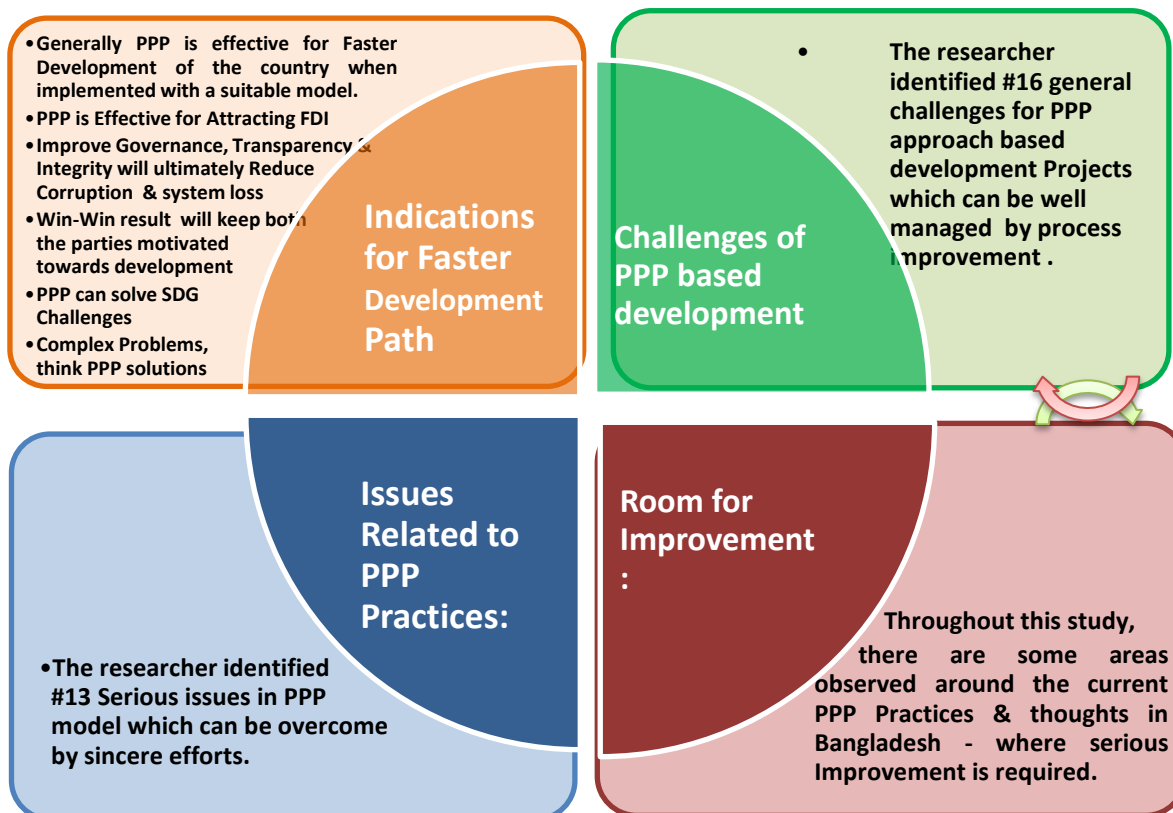 •Generally PPP is effective for Faster
Development of the country when
implemented with a suitable model.
•PPP is Effective for Attracting FDI
•Improve Governance, Transparency &
Integrity will ultimately Reduce
Corruption & system loss
•Win-Win result will keep both
the parties motivated
towards development
•PPP can solve SDG
Challenges
•Complex Problems,
think PPP solutions
Indications
for Faster
Development
Path
Challenges of
PPP based
development
• The researcher
identified #16 general
challenges for PPP
approach based
development Projects
which can be well
managed by process
improvement .
Issues
Related to
PPP
Practices:
•The researcher identified
#13 Serious issues in PPP
model which can be overcome
by sincere efforts.
Room for
Improvement
:
Throughout this study,
there are some areas
observed around the current
PPP Practices & thoughts in
Bangladesh - where serious
Improvement is required.